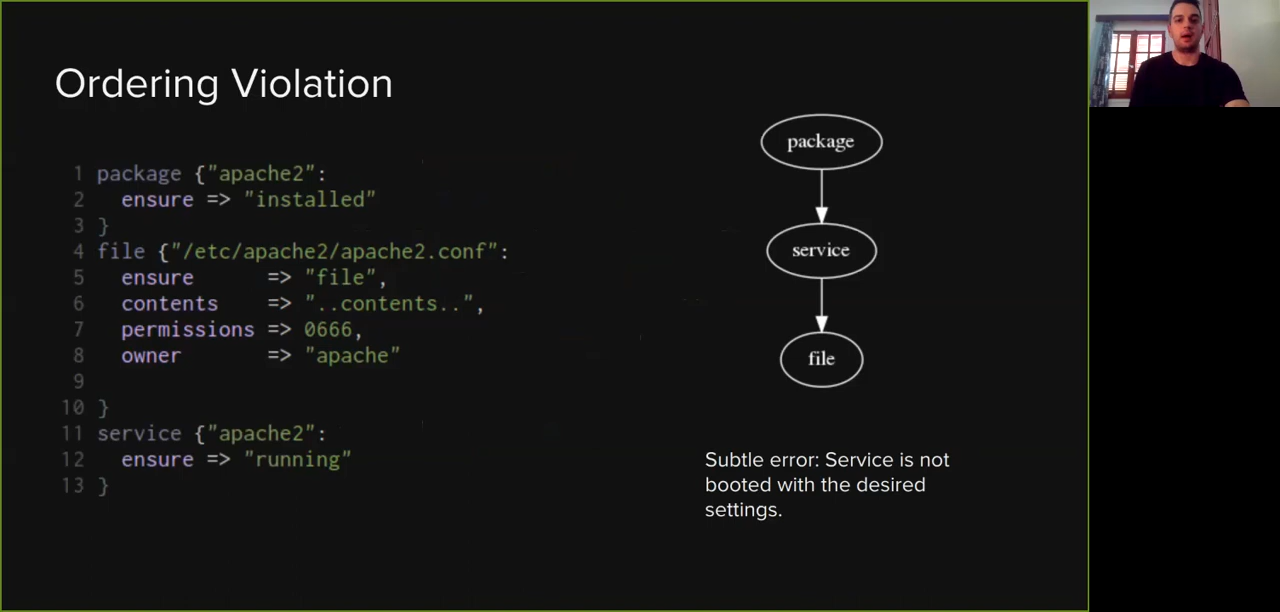 Ordering Violation
1 package {"apache2":
2   ensure => "installed"
3 }
4 file {"/etc/apache2/apache2.conf":
5   ensure      => "file",
6   contents    => "..contents..",
7   permissions => 0666,
8   owner       => "apache"
9
10 }
11 service {"apache2":
12   ensure => "running"
13 }
package
service
file
Subtle error: Service is not
booted with the desired
settings.